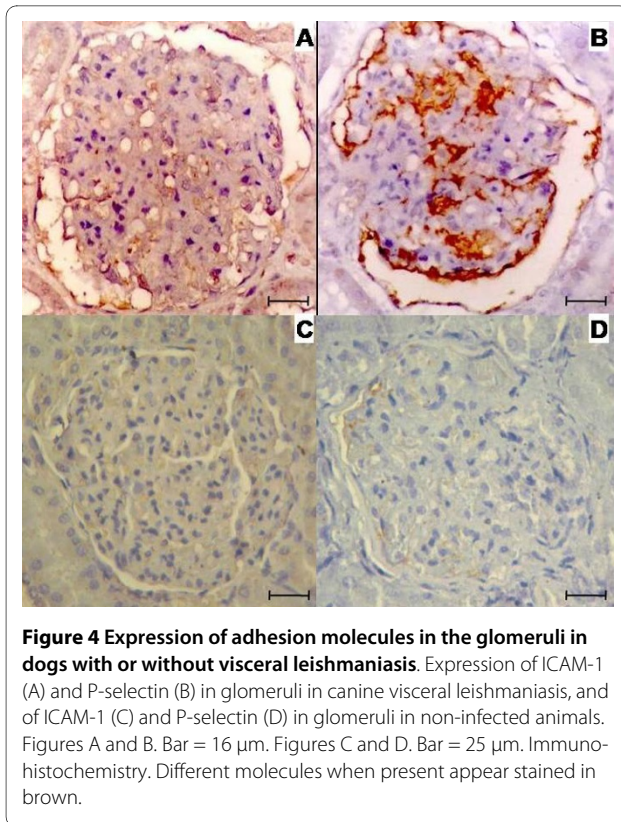 A
B
C
D
Figure 4 Expression of adhesion molecules in the glomeruli in
dogs with or without visceral leishmaniasis. Expression of ICAM-1
(A) and P-selectin (B) in glomeruli in canine visceral leishmaniasis, and
of ICAM-1 (C) and P-selectin (D) in glomeruli in non-infected animals.
Figures A and B. Bar = 16 μm. Figures C and D. Bar = 25 μm. Immuno-
histochemistry. Different molecules when present appear stained in
brown.